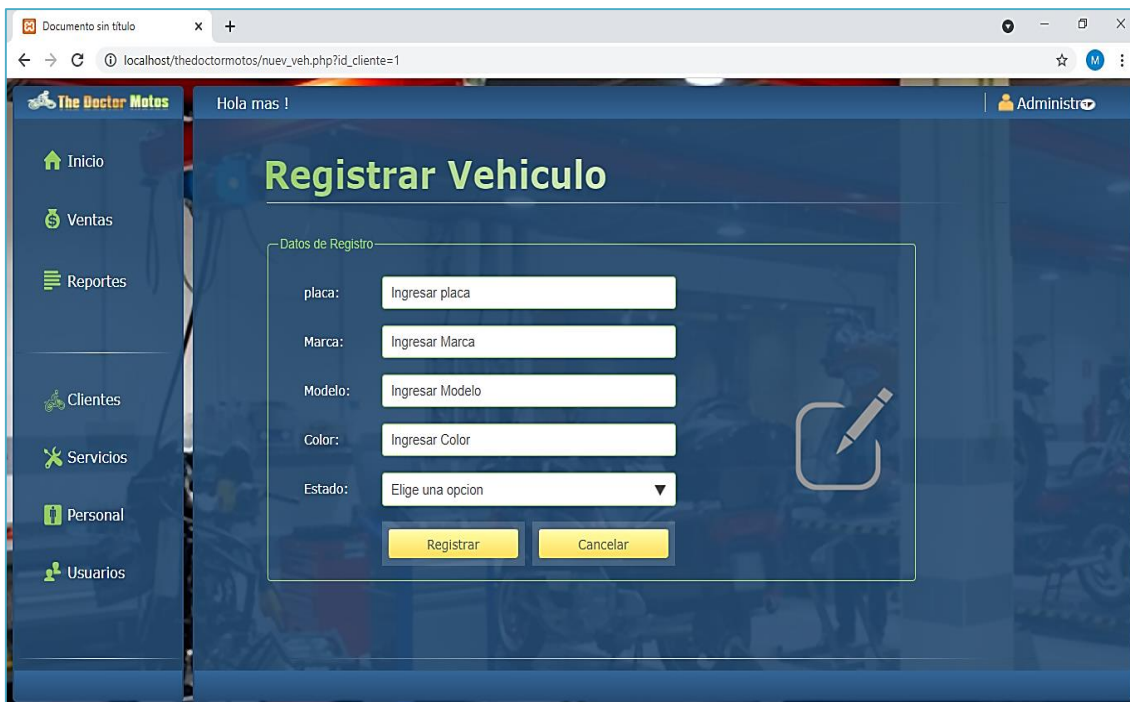 Documento sin título
localhost/thedoctormotos/nuev_veh.php?id_cliente=1
M
The Doctor Motos
Hola mas !
Administr
Inicio
Ventas
Reportes
Clientes
Servicios
Personal
Usuarios
Registrar Vehiculo
Datos de Registro
placa: Ingresar placa
Marca: Ingresar Marca
Modelo: Ingresar Modelo
Color: Ingresar Color
Estado: Elige una opcion
Registrar Cancelar